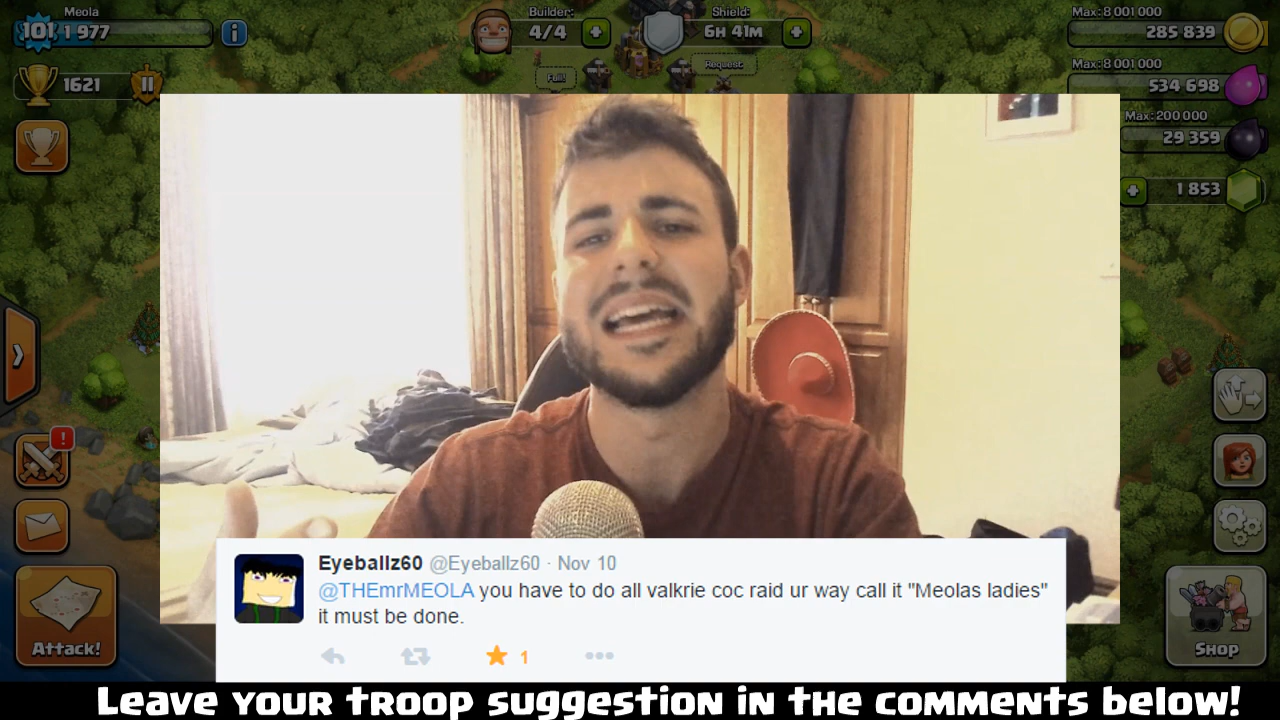 Meola
101 1 977
Builder:
4/4
Shield:
6H 41M
Max: 8 001 000
285 839
1621
Full!
Request
Max: 8 001 000
534 698
Max: 200 000
29 359
1 853
Eyeballz60 @Eyeballz60 · Nov 10
@THEmrMEOLA you have to do all valkrie coc raid ur way call it "Meolas ladies"
it must be done.
1
Attack!
Shop
Leave your troop suggestion in the comments below!